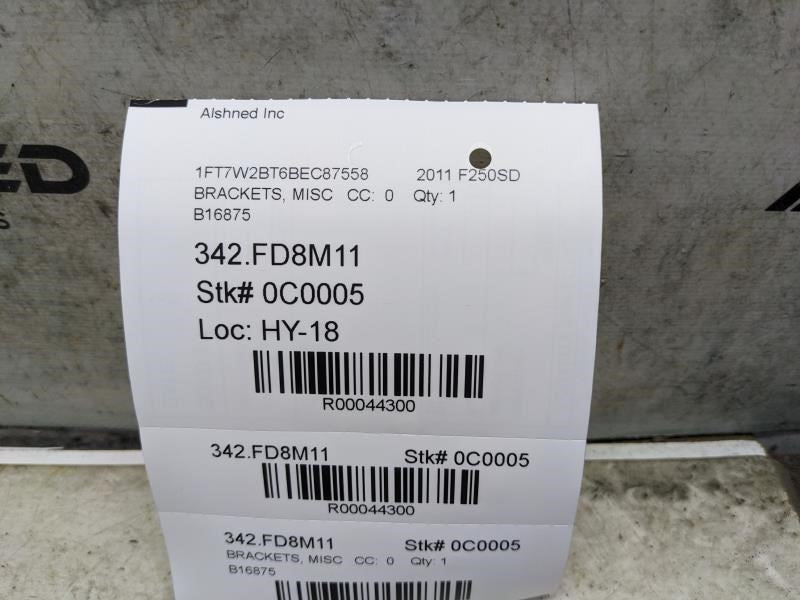 Alshned Inc
1FT7W2BT6BEC87558 2011 F250SD
BRACKETS, MISC CC: 0 Qty: 1
B16875
342.FD8M11
Stk# 0C0005
Loc: HY-18
R00044300
342.FD8M11 Stk# 0C0005
R00044300
342.FD8M11 Stk# 0C0005
BRACKETS, MISC CC: 0 Qty: 1
B16875